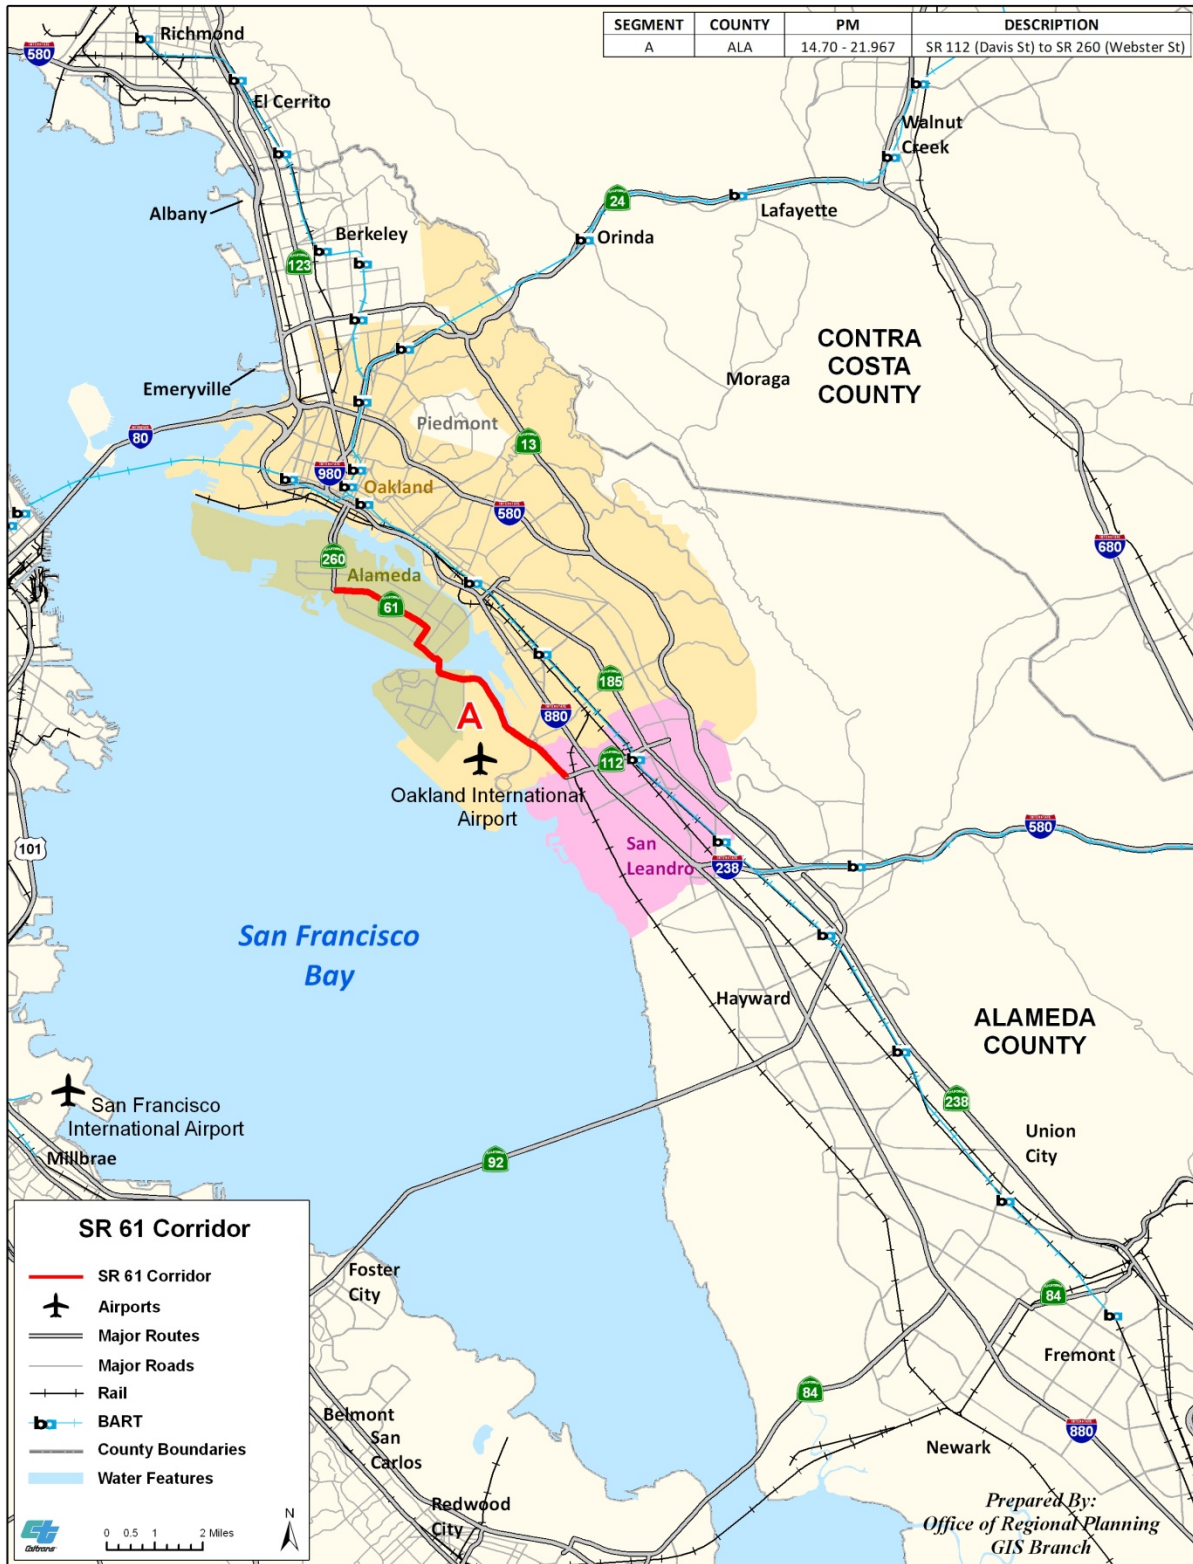 SEGMENT COUNTY PM DESCRIPTION
A ALA 14.70 - 21.967 SR 112 (Davis St) to SR 260 (Webster St)
Richmond
580
El Cerrito
Walnut
Creek
Albany
24
Lafayette
Berkeley
Orinda
123
CONTRA
COSTA
COUNTY
Moraga
Emeryville
Piedmont
80
13
980
Oakland
580
680
260
Alameda
61
185
A
880
112
Oakland International
Airport
101
580
San
Leandro
238
San Francisco
Bay
Hayward
ALAMEDA
COUNTY
San Francisco
International Airport
238
Union
City
Millbrae
92
SR 61 Corridor
SR 61 Corridor
Airports
Major Routes
Major Roads
Rail
BART
County Boundaries
Water Features
N
0 0.5 1 2 Miles
Caltrans
Foster
City
84
Fremont
84
Belmont
San
Carlos
880
Newark
Redwood
City
Prepared By:
Office of Regional Planning
GIS Branch